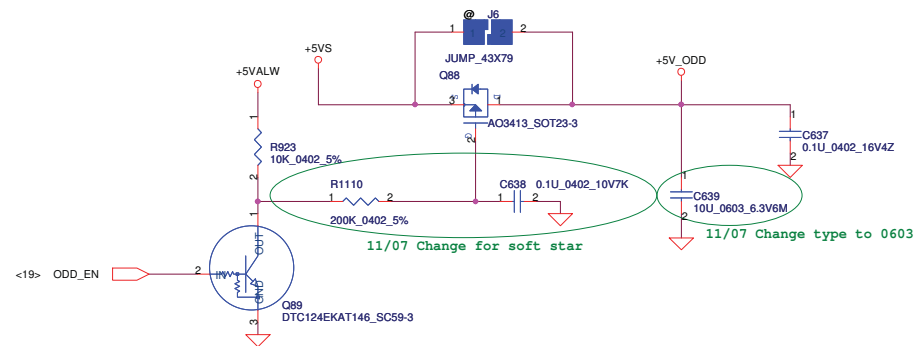 @ J6
1 1 2 2
JUMP_43X79
+5VS
Q88
+5V_ODD
+5VALW
3 S D 1
AO3413_SOT23-3
G
2
1
R923
10K_0402_5%
2
1
C637
0.1U_0402_16V4Z
2
R1110
1 2
200K_0402_5%
C638 0.1U_0402_10V7K
1 2
1
C639
10U_0603_6.3V6M
2
11/07 Change for soft star
11/07 Change type to 0603
1
OUT
<19> ODD_EN
2
IN
GND
3
Q89
DTC124EKAT146_SC59-3